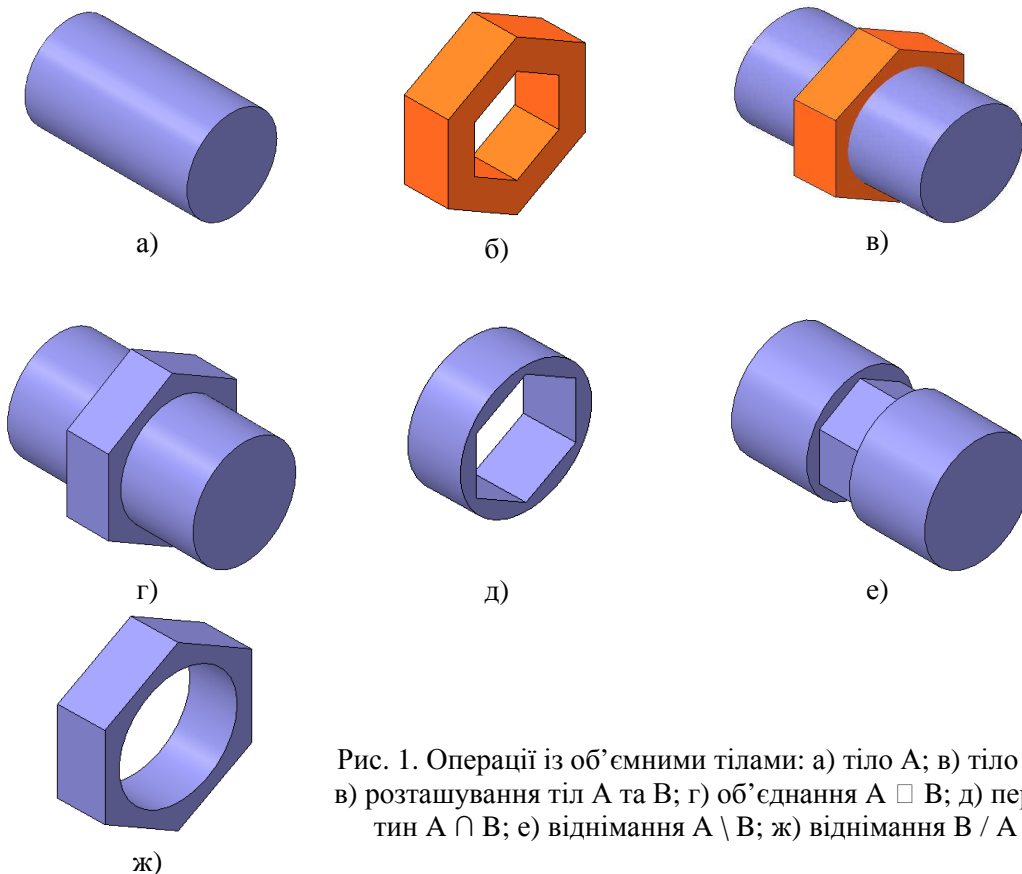 а)
б)
в)
г)
д)
е)
ж)
Рис. 1. Операції із об’ємними тілами: а) тіло А; в) тіло
в) розташування тіл А та В; г) об’єднання А □ В; д) пер
тин А ∩ В; е) віднімання А \ В; ж) віднімання В / А